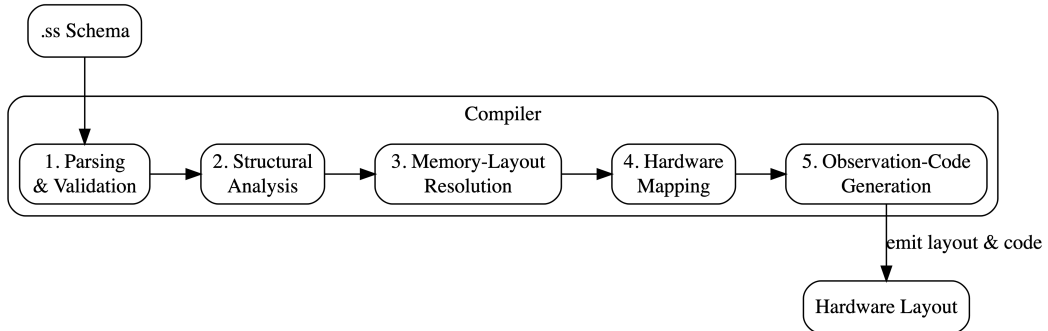 .ss Schema
Compiler
1. Parsing
& Validation
2. Structural
Analysis
3. Memory-Layout
Resolution
4. Hardware
Mapping
5. Observation-Code
Generation
emit layout & code
Hardware Layout